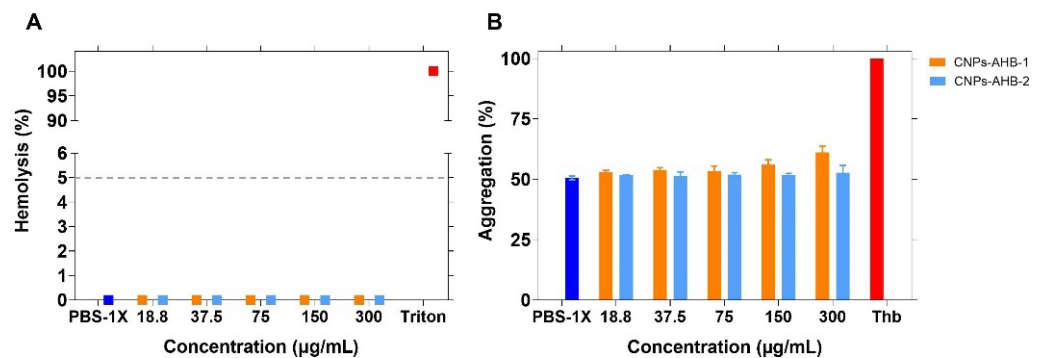 A
Hemolysis (%)
100
95
90
6
5
4
3
2
1
0
PBS-1X 18.8 37.5 75 150 300 Triton
Concentration (µg/mL)
B
Aggregation (%)
100
75
50
25
0
PBS-1X 18.8 37.5 75 150 300 Thb
Concentration (µg/mL)
CNPs-AHB-1
CNPs-AHB-2